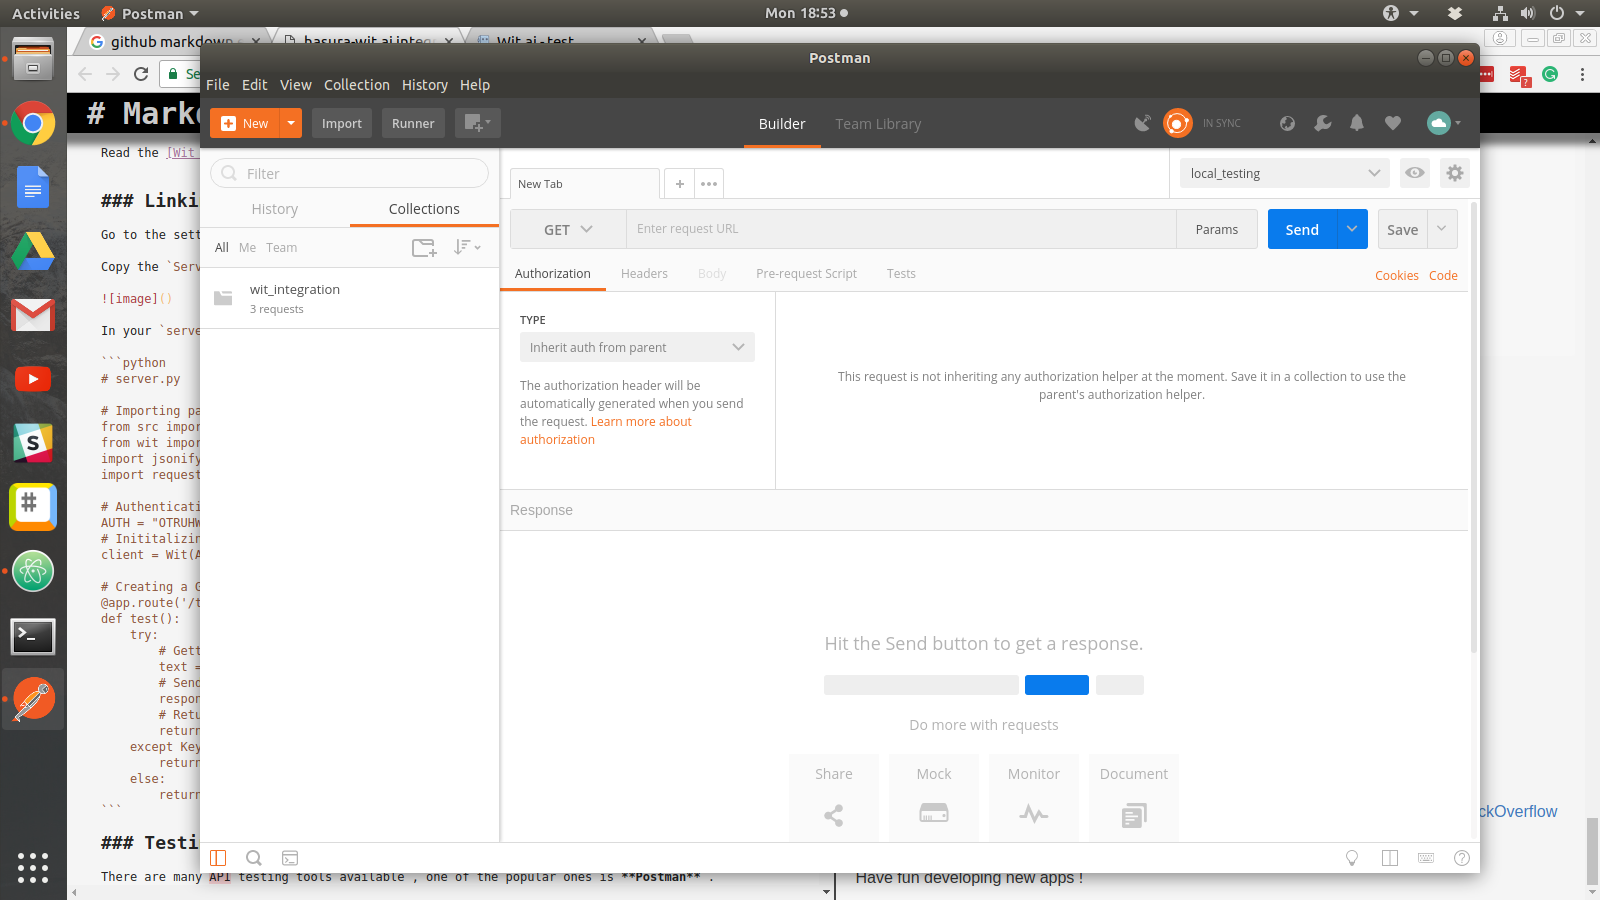 Activities
Postman
Mon 18:53
github markdown
hasura-wit.ai integ
Wit.ai - test
Postman
File Edit View Collection History Help
New
Import
Runner
Builder
Team Library
IN SYNC
# Mark
Filter
History
Collections
All Me Team
wit_integration
3 requests
New Tab
local_testing
GET
Enter request URL
Params
Send
Save
Authorization Headers Body Pre-request Script Tests
Cookies Code
TYPE
Inherit auth from parent
The authorization header will be
automatically generated when you send
the request. Learn more about
authorization
This request is not inheriting any authorization helper at the moment. Save it in a collection to use the
parent's authorization helper.
Response
Hit the Send button to get a response.
Do more with requests
Share
Mock
Monitor
Document
Read the [Wit
### Linki
Go to the sett
Copy the `Serv
![image]()
In your `serve
```python
# server.py
# Importing pa
from src impor
from wit impor
import jsonify
import request
# Authenticati
AUTH = "OTRUHW
# Inititalizin
client = Wit(A
# Creating a G
@app.route('/t
def test():
try:
# Gett
text =
# Send
respon
# Retu
return
except Key
return
else:
return
```
### Testi
There are many API testing tools available , one of the popular ones is **Postman** .
ckOverflow
Have fun developing new apps !